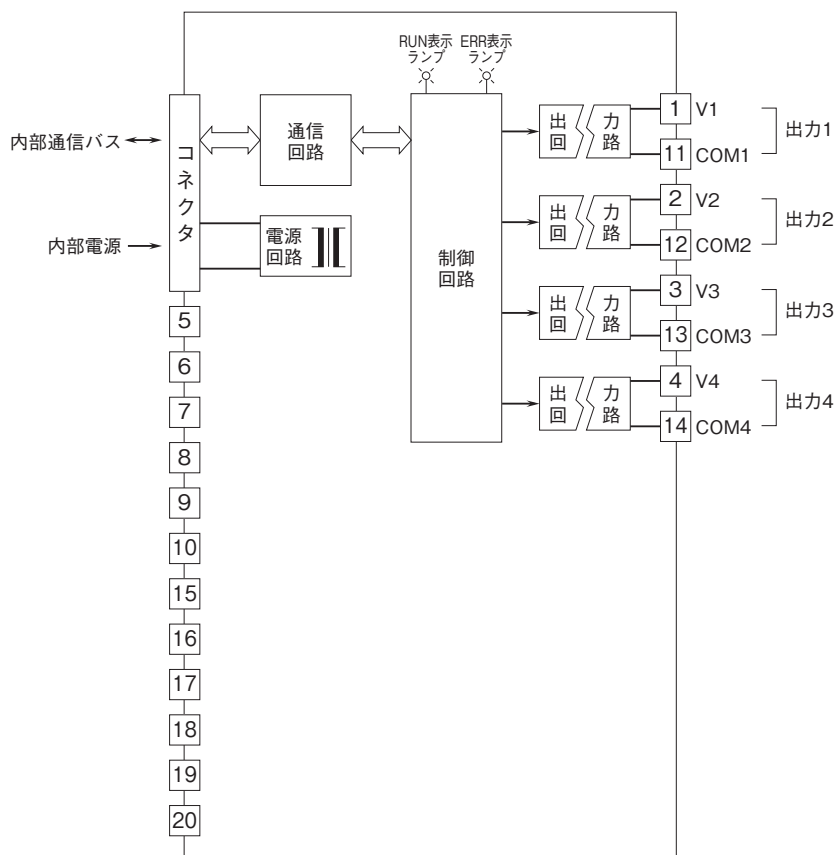 RUN表示
ランプ
ERR表示
ランプ
内部通信バス
コネクタ
通信
回路
内部電源
電源
回路
制御
回路
出力
回路
1
V1
11
COM1
出力1
出力
回路
2
V2
12
COM2
出力2
出力
回路
3
V3
13
COM3
出力3
出力
回路
4
V4
14
COM4
出力4
5
6
7
8
9
10
15
16
17
18
19
20